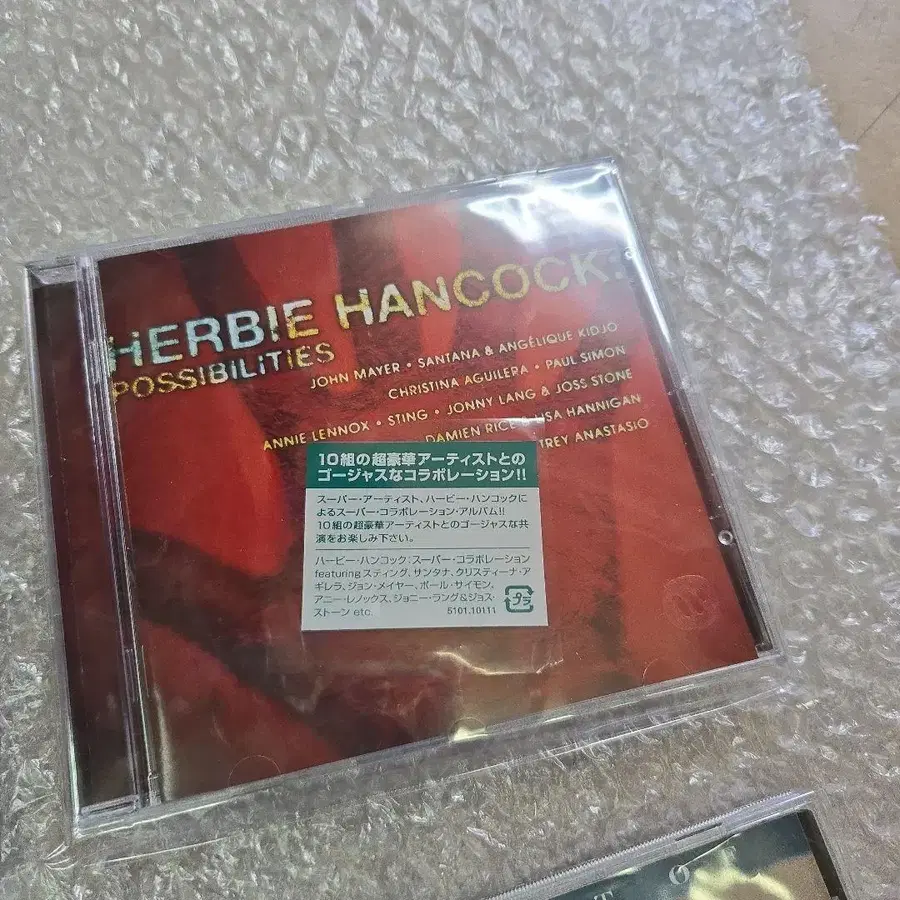 HERBIE HANCOCK:
POSSIBILITIES
JOHN MAYER • SANTANA & ANGÉLIQUE KIDJO
CHRISTINA AGUILERA • PAUL SIMON
ANNIE LENNOX • STING • JONNY LANG & JOSS STONE
DAMIEN RICE & LISA HANNIGAN
TREY ANASTASIO
10組の超豪華アーティストとの
ゴージャスなコラボレーション!!
スーパー・アーティスト、ハービー・ハンコックに
よるスーパー・コラボレーション・アルバム!!
10組の超豪華アーティストとのゴージャスな共
演をお楽しみ下さい。
ハービー・ハンコック:スーパー・コラボレーション
featuring スティング、サンタナ、クリスティーナ・ア
ギレラ、ジョン・メイヤー、ポール・サイモン、
アニー・レノックス、ジョニー・ラング&ジョス・
ストーン etc.
プラ
5101.10111
T O T